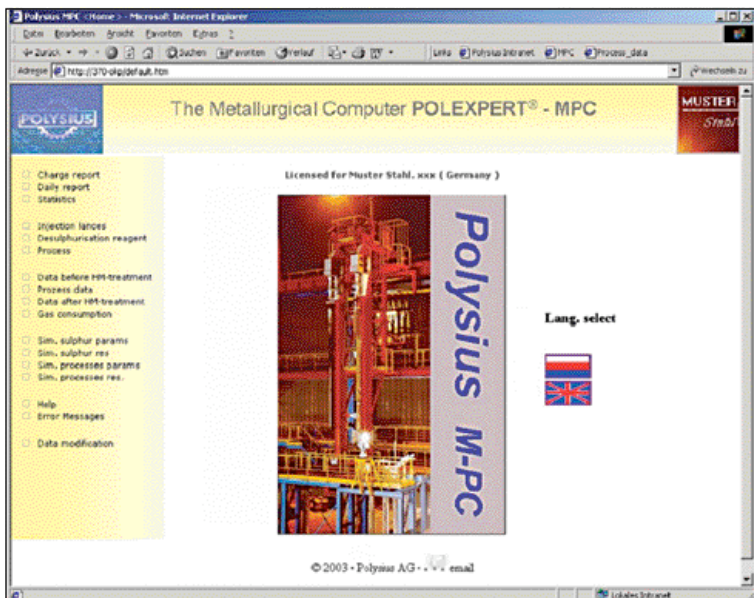 Polysius MPC <Home> - Microsoft Internet Explorer
Datei Bearbeiten Ansicht Favoriten Extras ?
Zurück Suchen Favoriten Verlauf Links Polysius Intranet MPC Process_data
Adresse http://370-pkp/default.htm Wechseln zu
POLYSIUS
The Metallurgical Computer POLEXPERT® - MPC
MUSTER
Stahl
Charge report
Daily report
Statistics
Injection lances
Desulphurisation reagent
Process
Data before HM-treatment
Prozess data
Data after HM-treatment
Gas consumption
Sim. sulphur params
Sim. sulphur res
Sim. processes params
Sim. processes res.
Help
Error Messages
Data modification
Licensed for Muster Stahl. xxx ( Germany )
Polysius M-PC
Lang. select
© 2003 - Polysius AG - email
Lokales Intranet